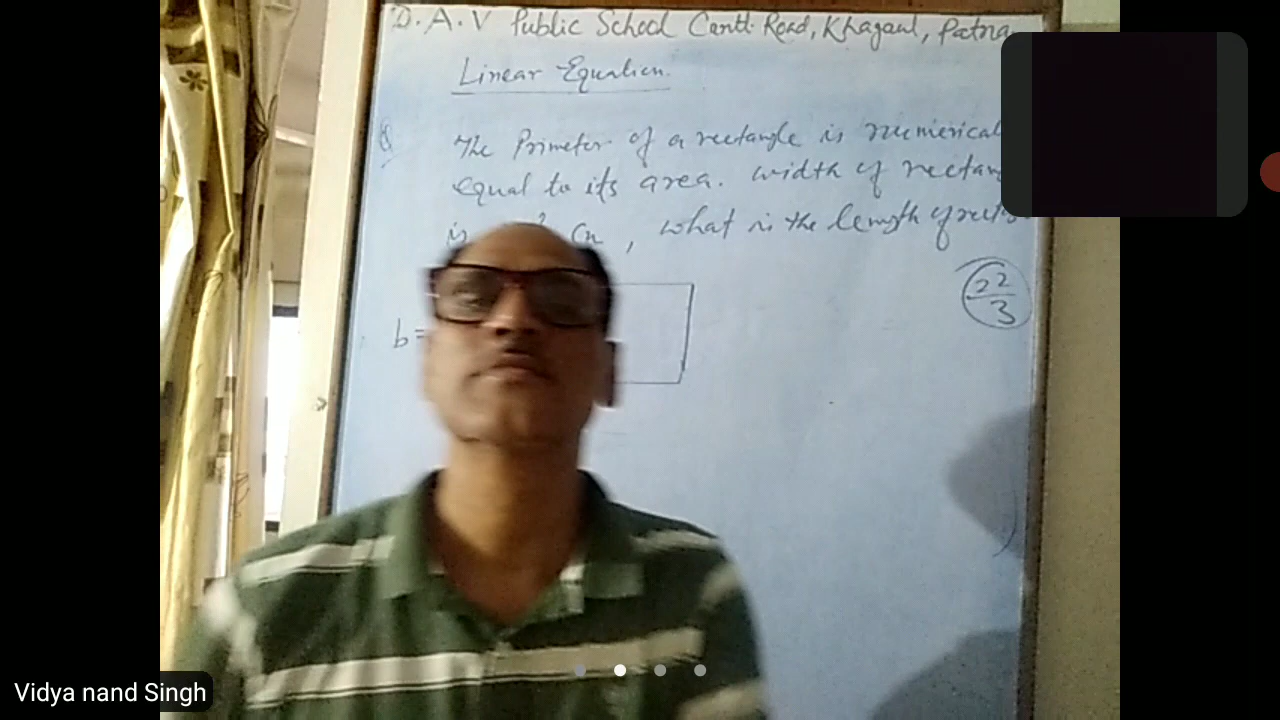 D.A.V Public School Cantt. Road, Khagaul, Patna
Linear Equation.
Q The Primeter of a rectangle is numerical
equal to its area. width of rectan
is Cm, what is the length of rect
22
3
b=
Vidya nand Singh